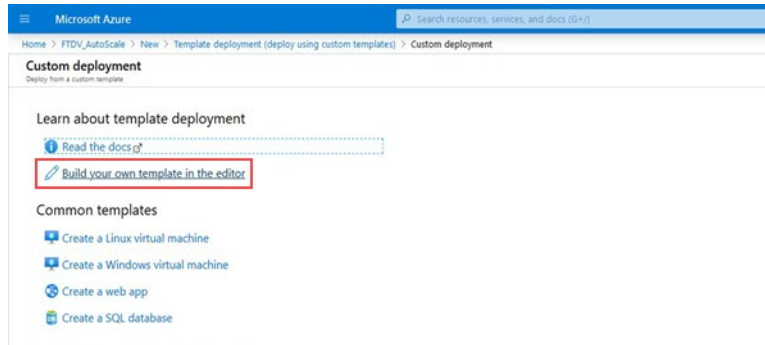 Microsoft Azure
Search resources, services, and docs (G+/)
Home > FTDV_AutoScale > New > Template deployment (deploy using custom templates) > Custom deployment
Custom deployment
Deploy from a custom template
Learn about template deployment
Read the docs
Build your own template in the editor
Common templates
Create a Linux virtual machine
Create a Windows virtual machine
Create a web app
Create a SQL database